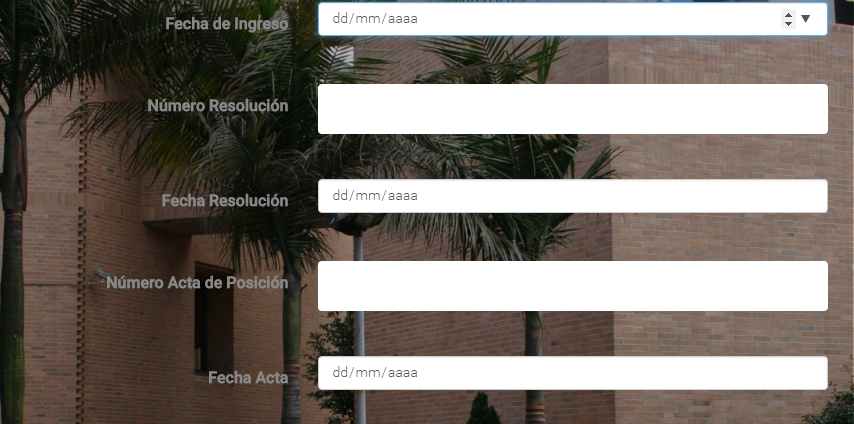 Fecha de Ingreso
dd/mm/aaaa
Número Resolución
Fecha Resolución
dd/mm/aaaa
Número Acta de Posición
Fecha Acta
dd/mm/aaaa